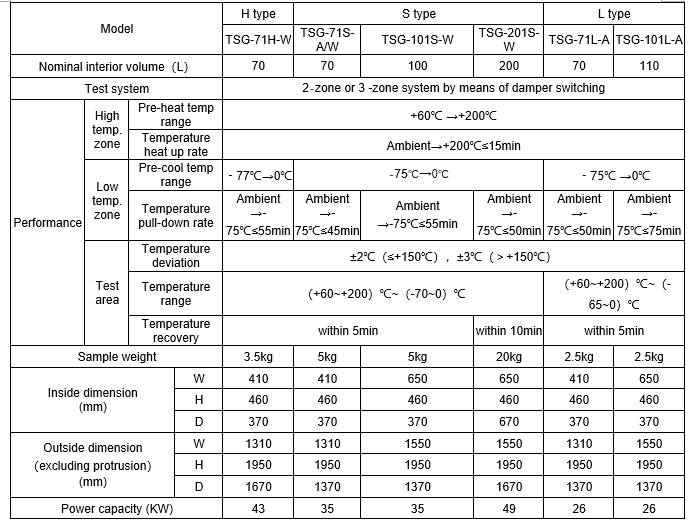 Model H type S type L type
TSG-71H-W TSG-71S-A/W TSG-101S-W TSG-201S-W TSG-71L-A TSG-101L-A
Nominal interior volume（L） 70 70 100 200 70 110
Test system 2-zone or 3 -zone system by means of damper switching
Performance High temp. zone Pre-heat temp range +60℃ →+200℃
Temperature heat up rate Ambient→+200℃≤15min
Low temp. zone Pre-cool temp range - 77℃→0℃ -75℃→0℃ - 75℃→0℃
Temperature pull-down rate Ambient →-75℃≤55min Ambient →-75℃≤45min Ambient →-75℃≤55min Ambient →-75℃≤50min Ambient →-75℃≤50min Ambient →-75℃≤75min
Test area Temperature deviation ±2℃（≤+150℃）, ±3℃（＞+150℃）
Temperature range （+60~+200）℃~（-70~0）℃ （+60~+200）℃~（-65~0）℃
Temperature recovery within 5min within 10min within 5min
Sample weight 3.5kg 5kg 5kg 20kg 2.5kg 2.5kg
Inside dimension (mm) W 410 410 650 650 410 650
H 460 460 460 460 460 460
D 370 370 370 670 370 370
Outside dimension （excluding protrusion） (mm) W 1310 1310 1550 1550 1310 1550
H 1950 1950 1950 1950 1950 1950
D 1670 1370 1370 1670 1370 1370
Power capacity (KW) 43 35 35 49 26 26